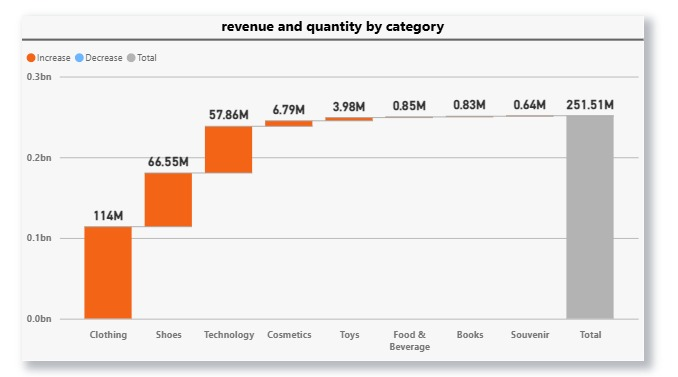 revenue and quantity by category
Increase Decrease Total
0.3bn
0.2bn
0.1bn
0.0bn
114M
66.55M
57.86M
6.79M
3.98M
0.85M
0.83M
0.64M
251.51M
Clothing
Shoes
Technology
Cosmetics
Toys
Food &
Beverage
Books
Souvenir
Total